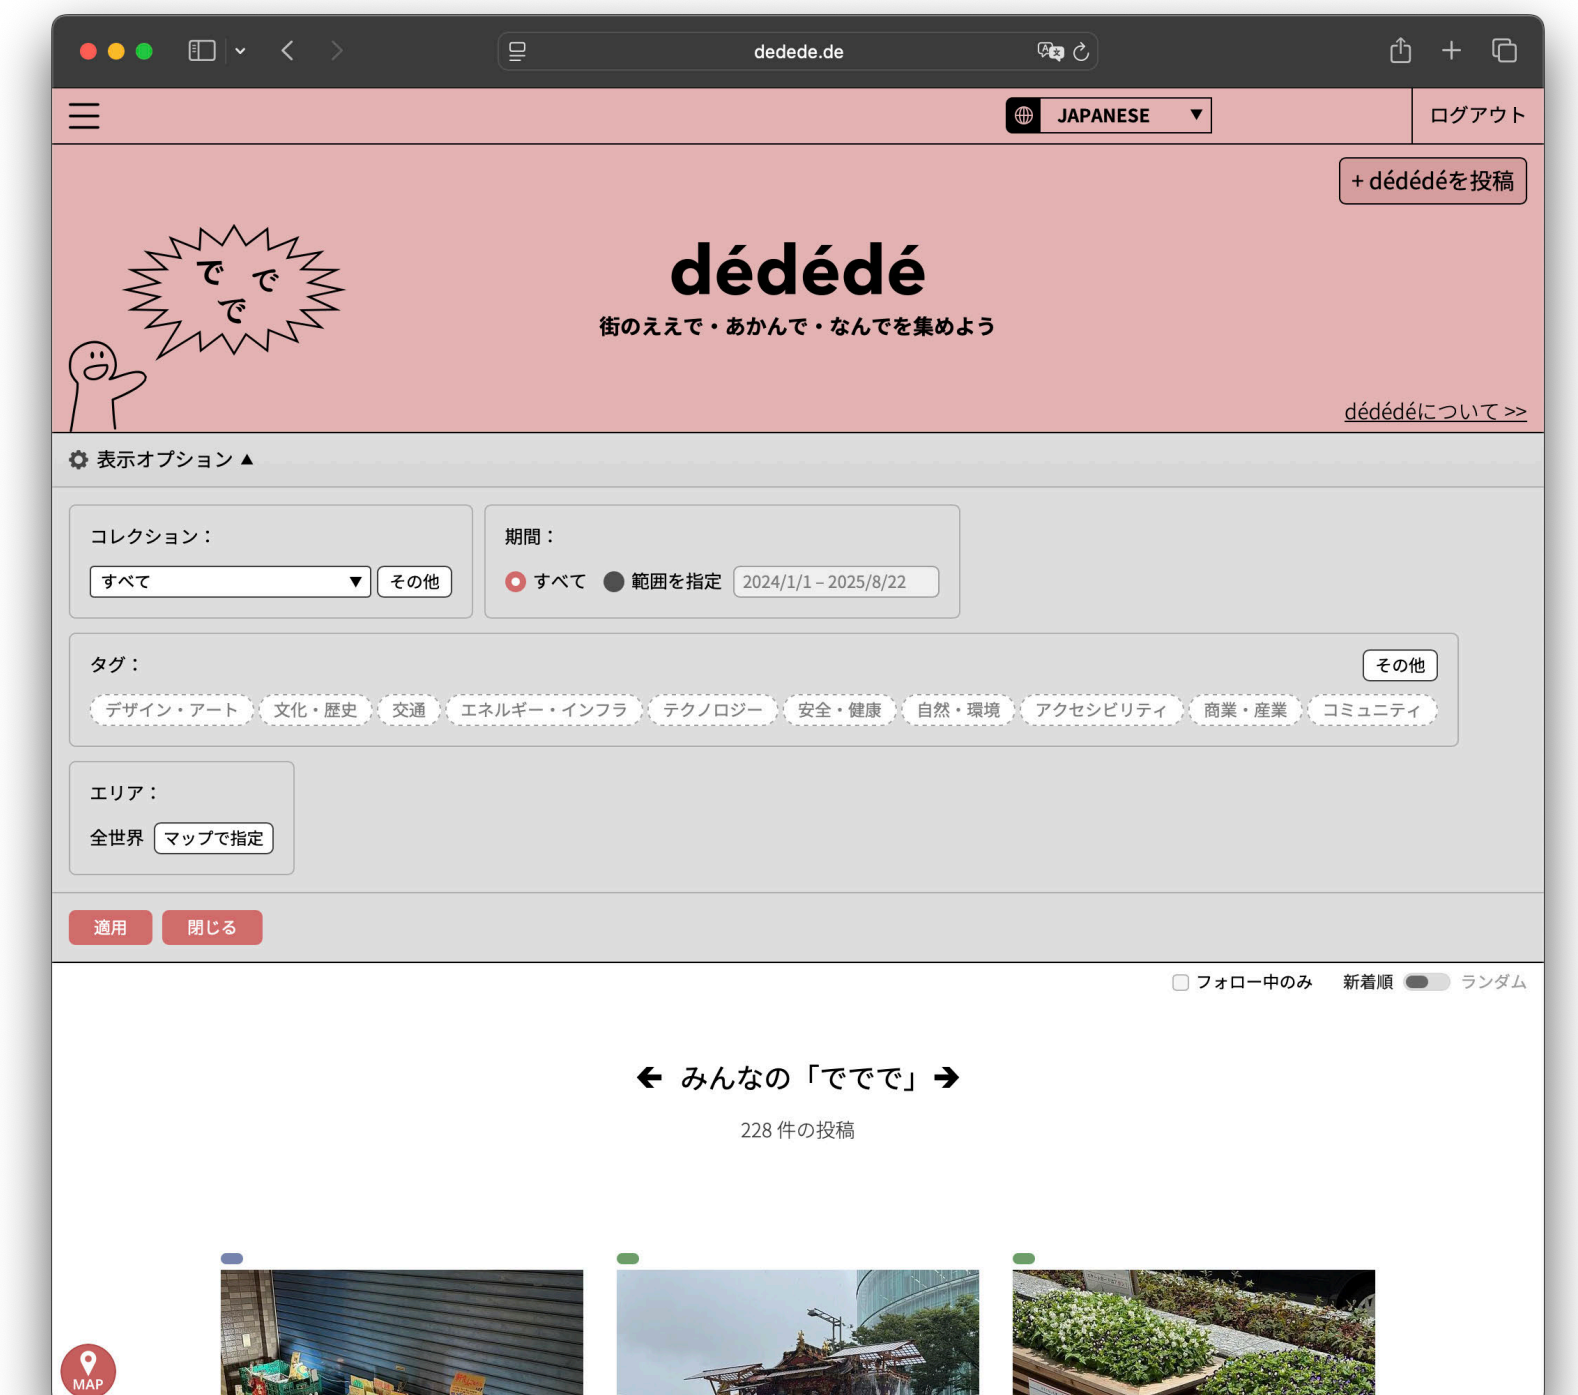 dedede.de
JAPANESE ▼
ログアウト
+ dédédéを投稿
で で
で
dédédé
街のええで・あかんで・なんでを集めよう
dédédéについて >>
表示オプション ▲
コレクション：
すべて ▼ その他
期間：
すべて 範囲を指定 2024/1/1 – 2025/8/22
タグ：
その他
デザイン・アート 文化・歴史 交通 エネルギー・インフラ テクノロジー 安全・健康 自然・環境 アクセシビリティ 商業・産業 コミュニティ
エリア：
全世界 マップで指定
適用 閉じる
フォロー中のみ 新着順 ランダム
← みんなの「ででで」→
228 件の投稿
MAP